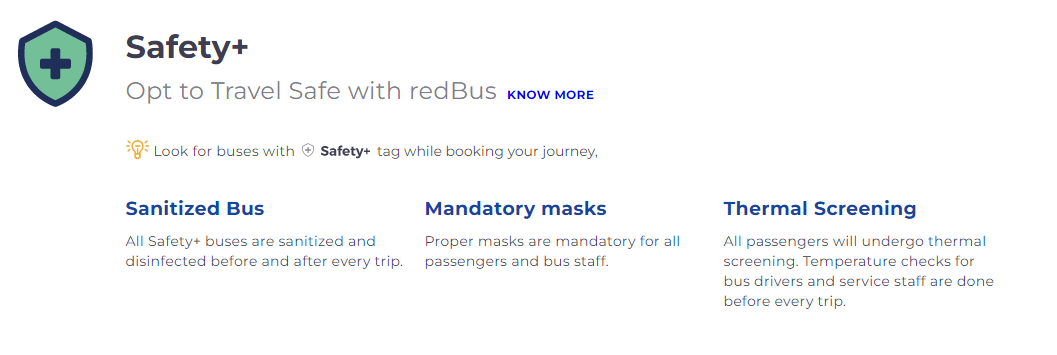 Safety+
Opt to Travel Safe with redBus KNOW MORE
Look for buses with Safety+ tag while booking your journey,
Sanitized Bus
All Safety+ buses are sanitized and
disinfected before and after every trip.
Mandatory masks
Proper masks are mandatory for all
passengers and bus staff.
Thermal Screening
All passengers will undergo thermal
screening. Temperature checks for
bus drivers and service staff are done
before every trip.